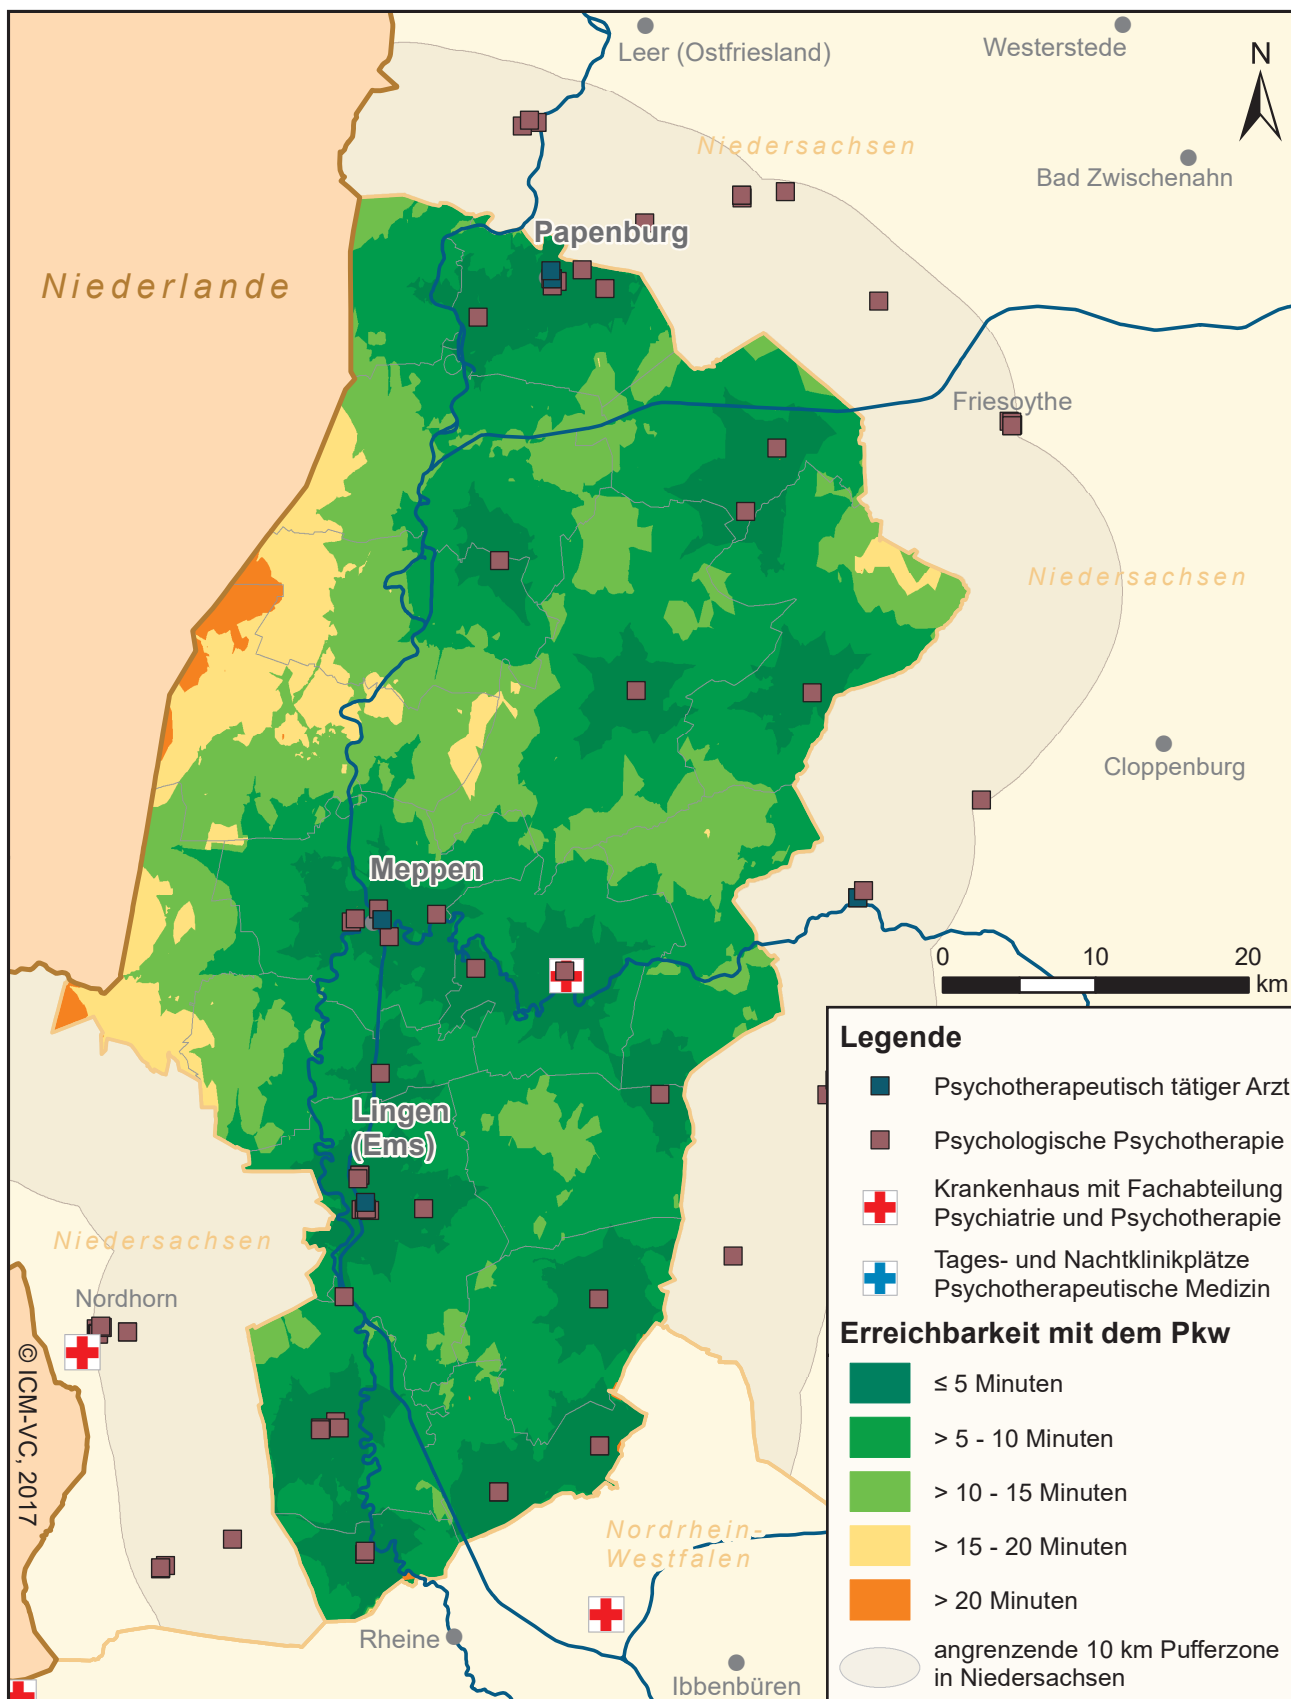 Leer (Ostfriesland)
Westerstede
N
Niedersachsen
Bad Zwischenahn
Papenburg
Niederlande
Friesoythe
Niedersachsen
Cloppenburg
Meppen
0 10 20
km
Lingen
(Ems)
Niedersachsen
Nordhorn
© ICM-VC, 2017
Nordrhein-
Westfalen
Rheine
Ibbenbüren
Legende
Psychotherapeutisch tätiger Arzt
Psychologische Psychotherapie
Krankenhaus mit Fachabteilung
Psychiatrie und Psychotherapie
Tages- und Nachtklinikplätze
Psychotherapeutische Medizin
Erreichbarkeit mit dem Pkw
≤ 5 Minuten
> 5 - 10 Minuten
> 10 - 15 Minuten
> 15 - 20 Minuten
> 20 Minuten
angrenzende 10 km Pufferzone
in Niedersachsen